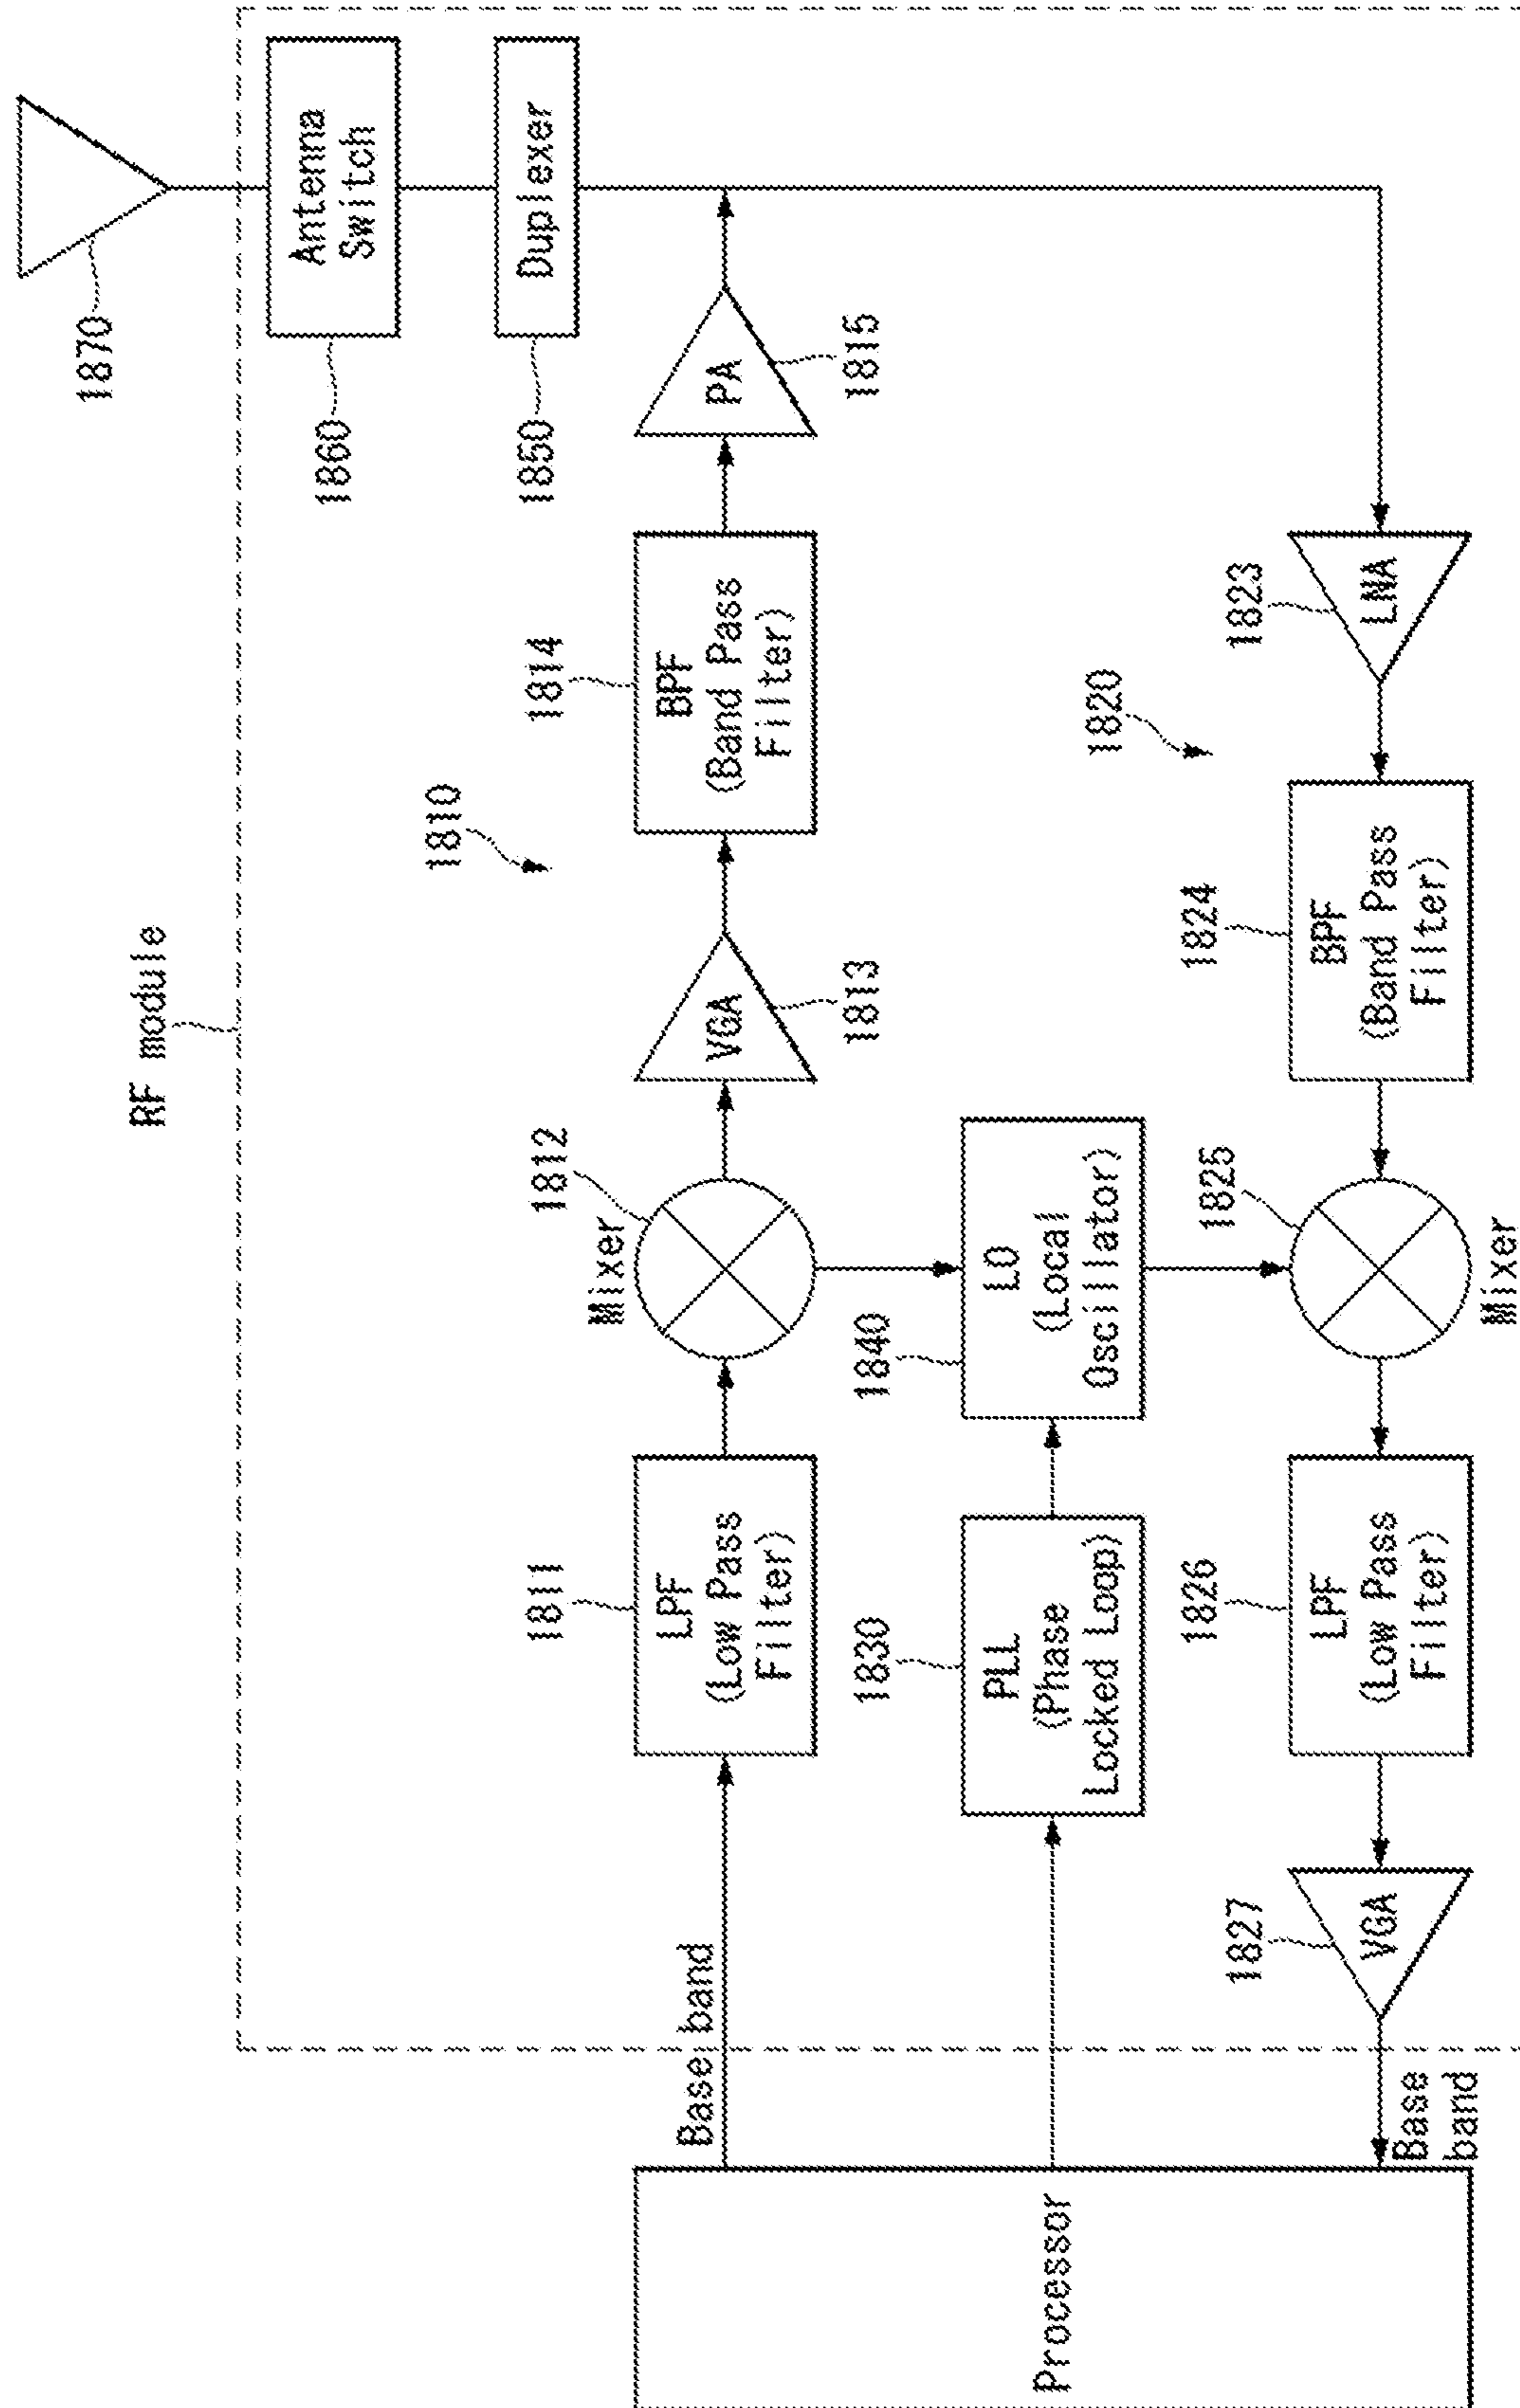 RF module
1870
Antenna
Switch
1860
Duplexer
1850
1810
Processor
Base band
1811
LPF
(Low Pass
Filter)
Mixer
1812
VGA
1813
1814
BPF
(Band Pass
Filter)
PA
1815
1830
PLL
(Phase
Locked Loop)
1840
LO
(Local
Oscillator)
1820
Base
band
1827
VGA
1826
LPF
(Low Pass
Filter)
1825
Mixer
1824
BPF
(Band Pass
Filter)
1823
LNA